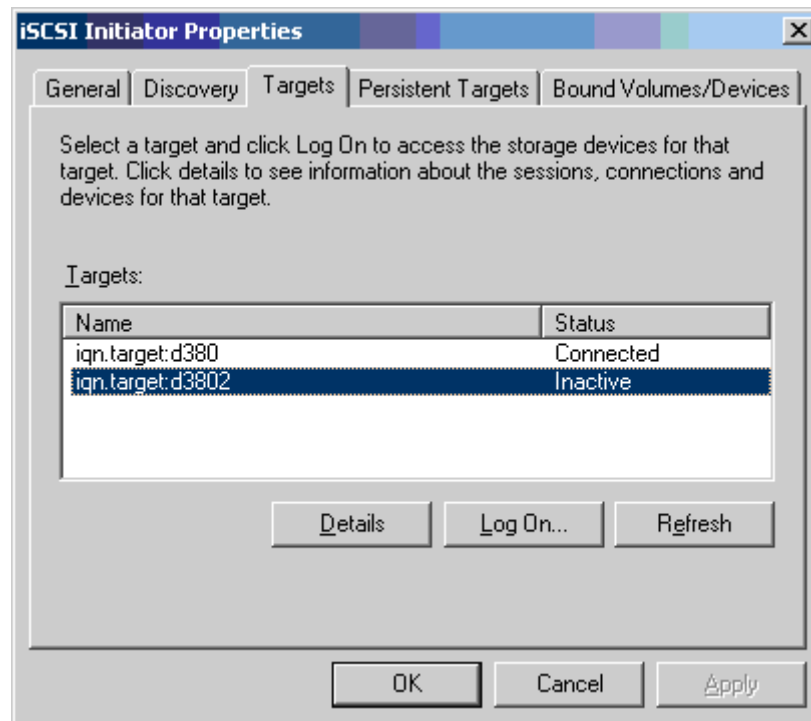 iSCSI Initiator Properties
General Discovery Targets Persistent Targets Bound Volumes/Devices
Select a target and click Log On to access the storage devices for that
target. Click details to see information about the sessions, connections and
devices for that target.
Targets:
Name Status
iqn.target:d380 Connected
iqn.target:d3802 Inactive
Details Log On... Refresh
OK Cancel Apply